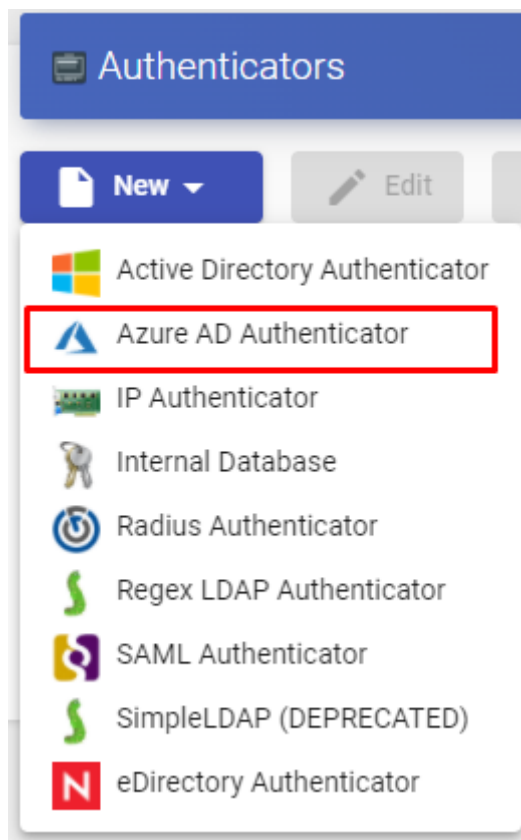 Authenticators
New
Edit
Active Directory Authenticator
Azure AD Authenticator
IP Authenticator
Internal Database
Radius Authenticator
Regex LDAP Authenticator
SAML Authenticator
SimpleLDAP (DEPRECATED)
eDirectory Authenticator